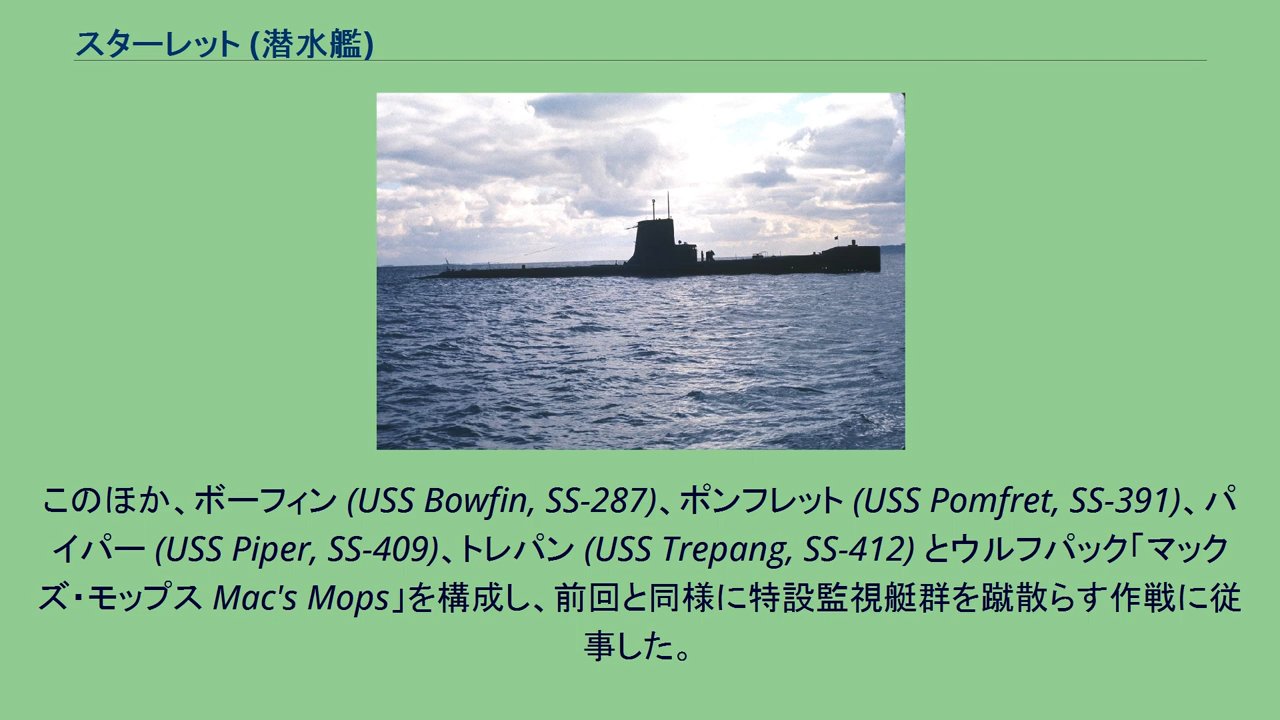 スターレット (潜水艦)
このほか、ボーフィン (USS Bowfin, SS-287)、ポンフレット (USS Pomfret, SS-391)、パ
イパー (USS Piper, SS-409)、トレパン (USS Trepang, SS-412) とウルフパック「マック
ズ・モップス Mac's Mops」を構成し、前回と同様に特設監視艇群を蹴散らす作戦に従
事した。